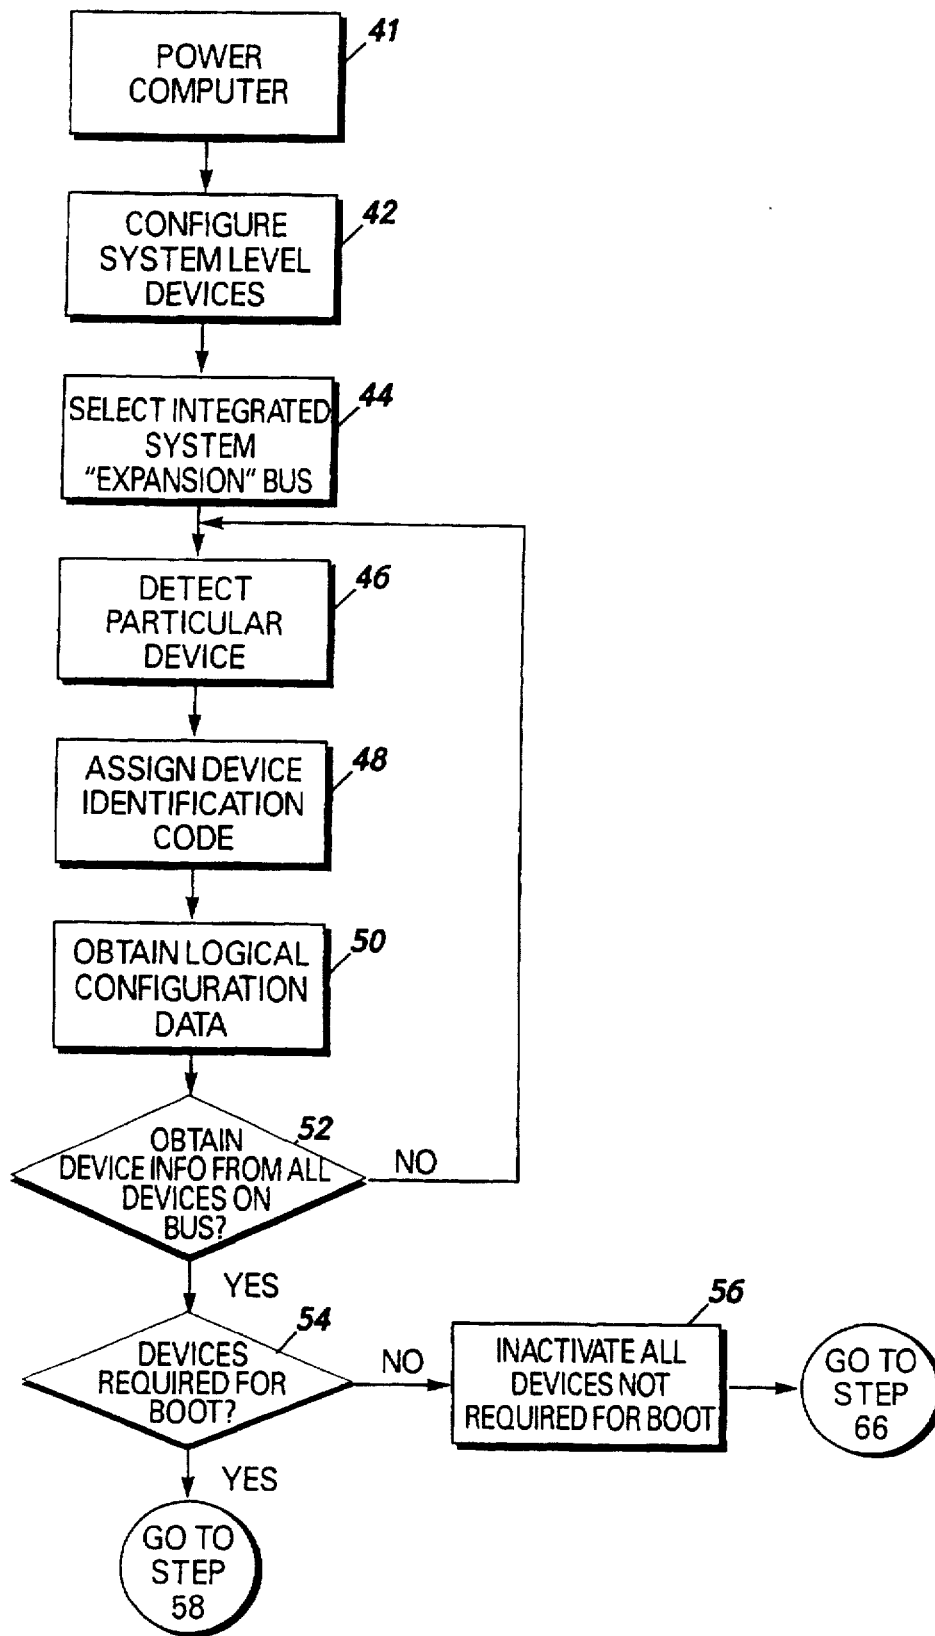 POWER
COMPUTER
41
CONFIGURE
SYSTEM LEVEL
DEVICES
42
SELECT INTEGRATED
SYSTEM
"EXPANSION" BUS
44
DETECT
PARTICULAR
DEVICE
46
ASSIGN DEVICE
IDENTIFICATION
CODE
48
OBTAIN LOGICAL
CONFIGURATION
DATA
50
OBTAIN
DEVICE INFO FROM ALL
DEVICES ON
BUS?
52
NO
YES
DEVICES
REQUIRED FOR
BOOT?
54
NO
INACTIVATE ALL
DEVICES NOT
REQUIRED FOR BOOT
56
GO TO
STEP
66
YES
GO TO
STEP
58